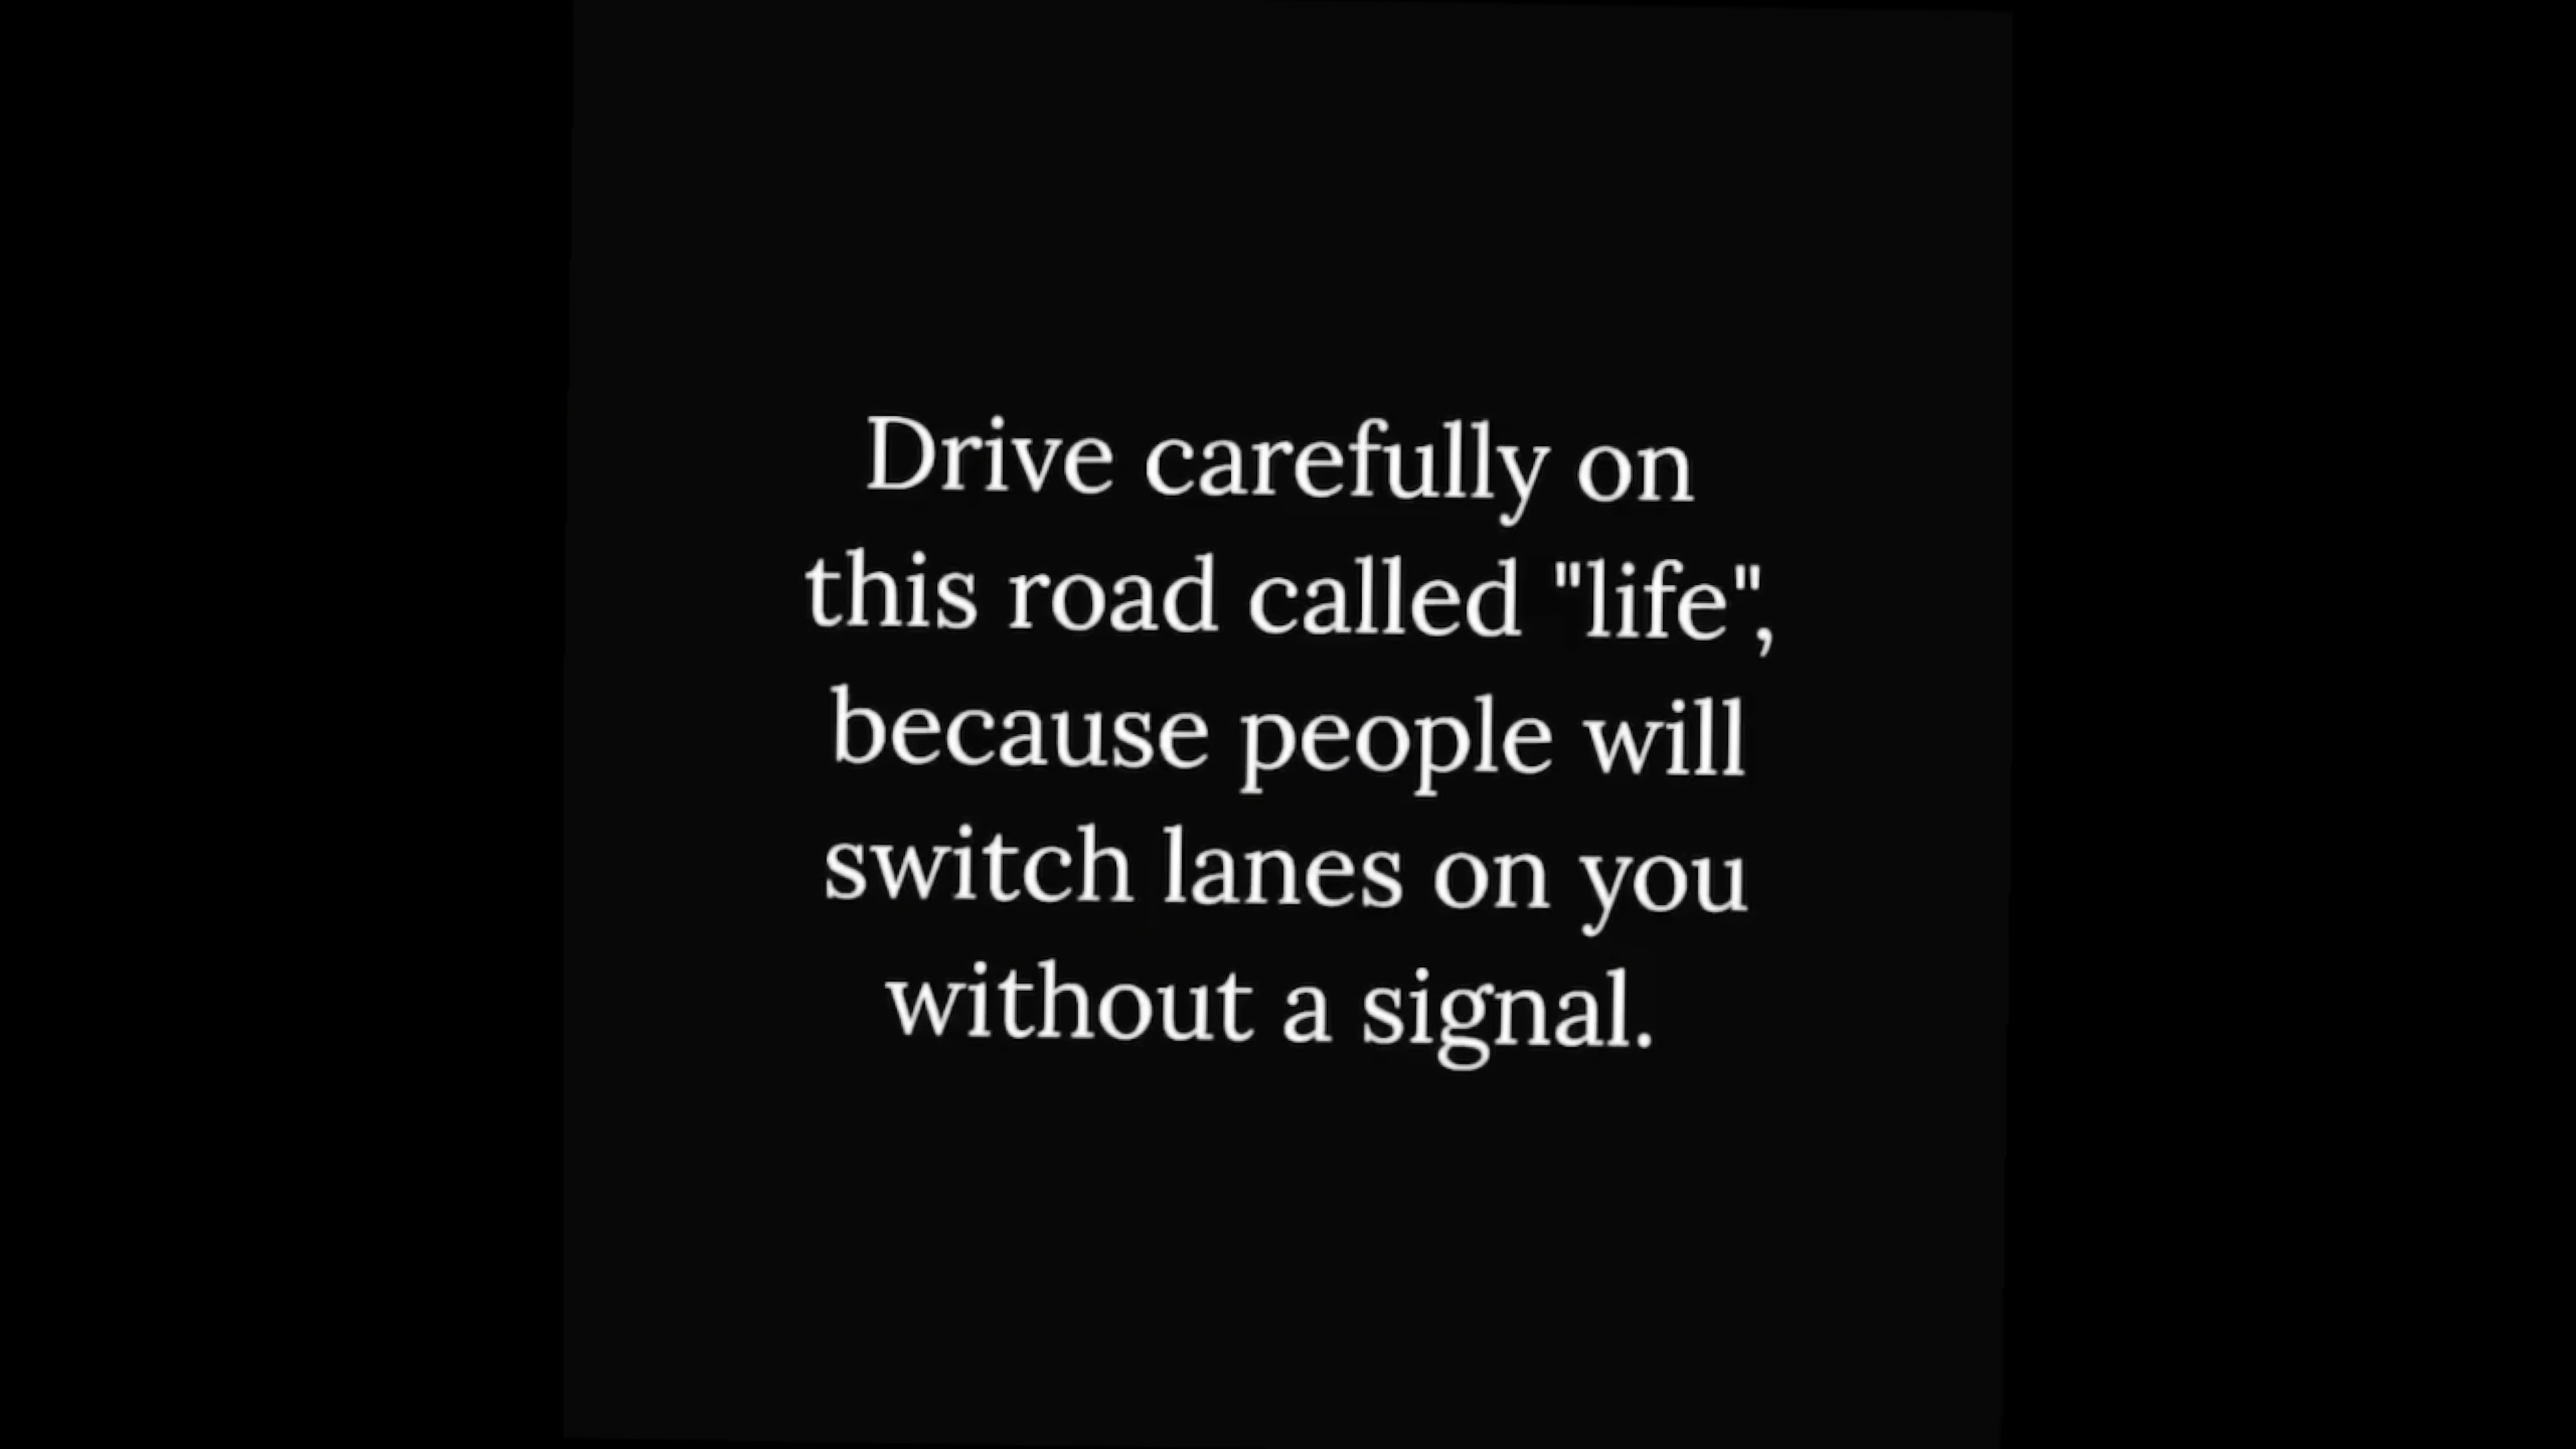 Drive carefully on
this road called "life",
because people will
switch lanes on you
without a signal.